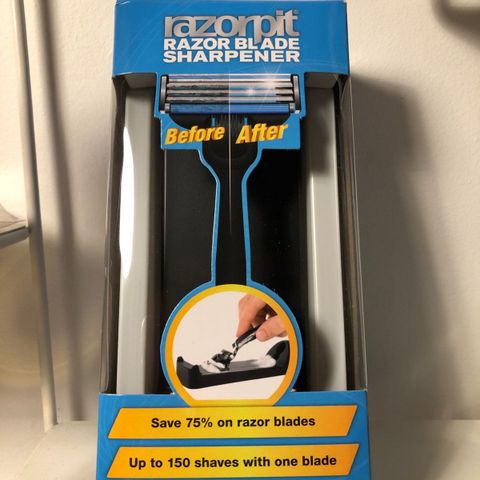 razorpit
RAZOR BLADE
SHARPENER
Before After
Save 75% on razor blades
Up to 150 shaves with one blade